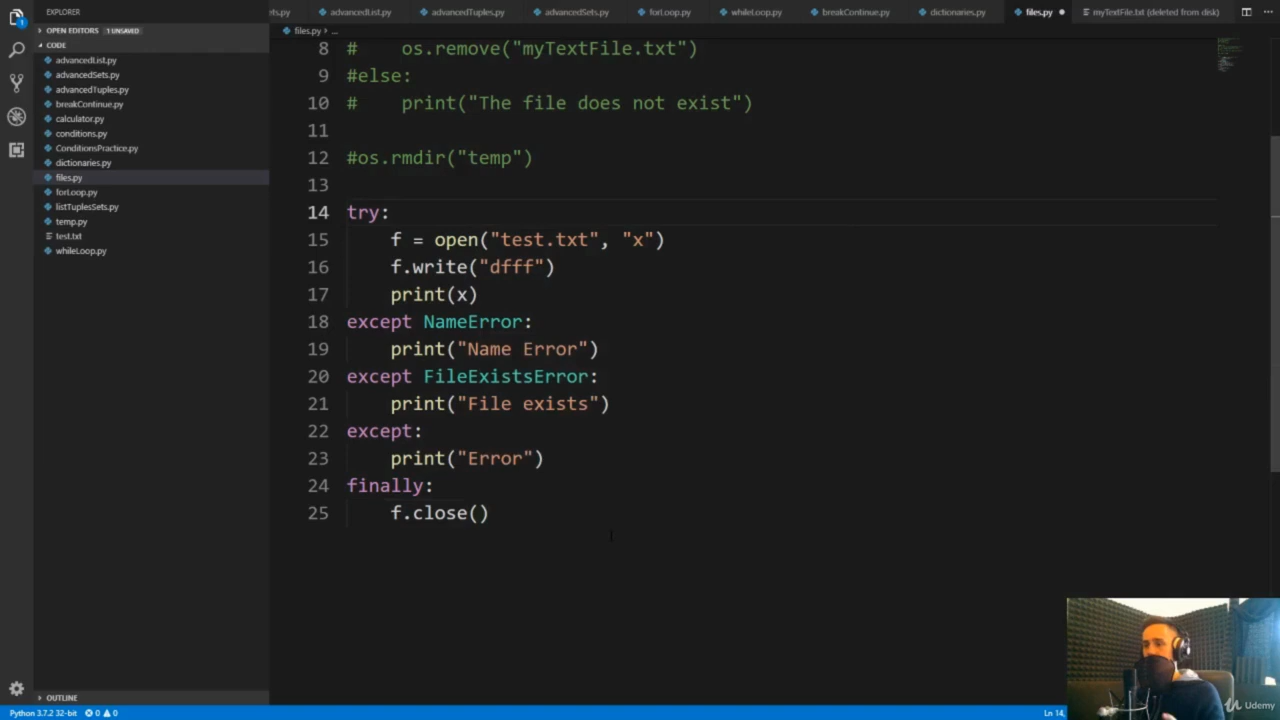 EXPLORER
ts.py
advancedList.py
advancedTuples.py
advancedSets.py
forLoop.py
whileLoop.py
breakContinue.py
dictionaries.py
files.py
myTextFile.txt (deleted from disk)
OPEN EDITORS 1 UNSAVED
files.py > ...
CODE
advancedList.py
advancedSets.py
advancedTuples.py
breakContinue.py
calculator.py
conditions.py
ConditionsPractice.py
dictionaries.py
files.py
forLoop.py
listTuplesSets.py
temp.py
test.txt
whileLoop.py
8 #    os.remove("myTextFile.txt")
9 #else:
10 #    print("The file does not exist")
11
12 #os.rmdir("temp")
13
14 try:
15     f = open("test.txt", "x")
16     f.write("dfff")
17     print(x)
18 except NameError:
19     print("Name Error")
20 except FileExistsError:
21     print("File exists")
22 except:
23     print("Error")
24 finally:
25     f.close()
OUTLINE
Python 3.7.2 32-bit 0 0
Ln 14,
Udemy